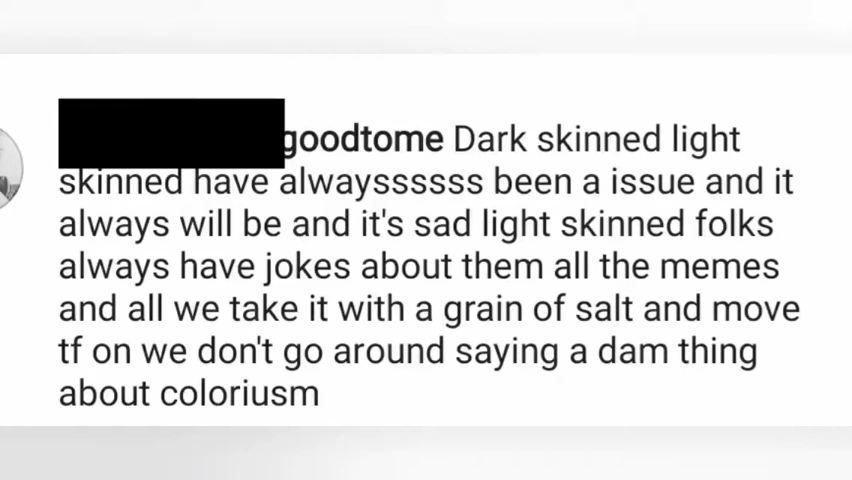 goodtome Dark skinned light
skinned have alwayssssss been a issue and it
always will be and it's sad light skinned folks
always have jokes about them all the memes
and all we take it with a grain of salt and move
tf on we don't go around saying a dam thing
about coloriusm